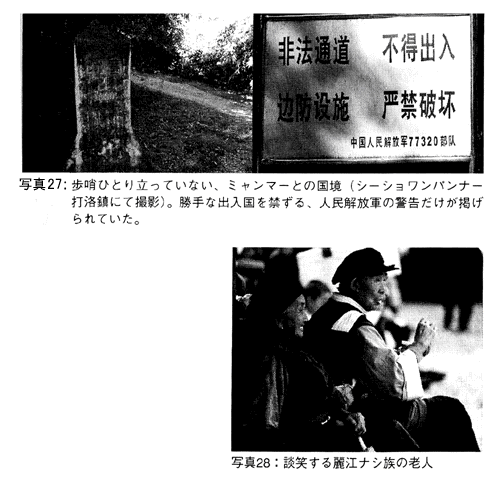 非法通道 不得出入
边防设施 严禁破坏
中国人民解放军77320部队
写真27：歩哨ひとり立っていない、ミャンマーとの国境（シーショワンパンナー
打洛鎮にて撮影）。勝手な出入国を禁ずる、人民解放軍の警告だけが掲げ
られていた。
写真28：談笑する麗江ナシ族の老人